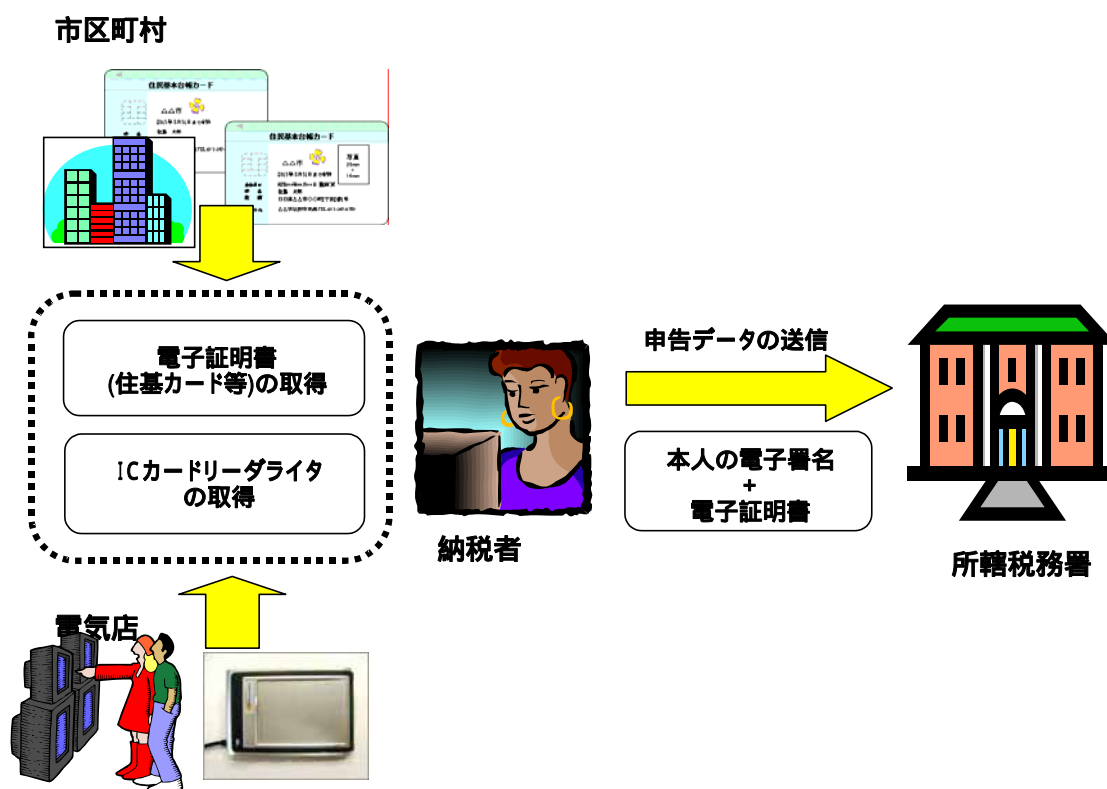 市区町村
住民基本台帳カード
住民基本台帳カード
△△市
△△市
写真
電子証明書
(住基カード等)の取得
ICカードリーダライタ
の取得
納税者
申告データの送信
本人の電子署名
+
電子証明書
所轄税務署
電気店